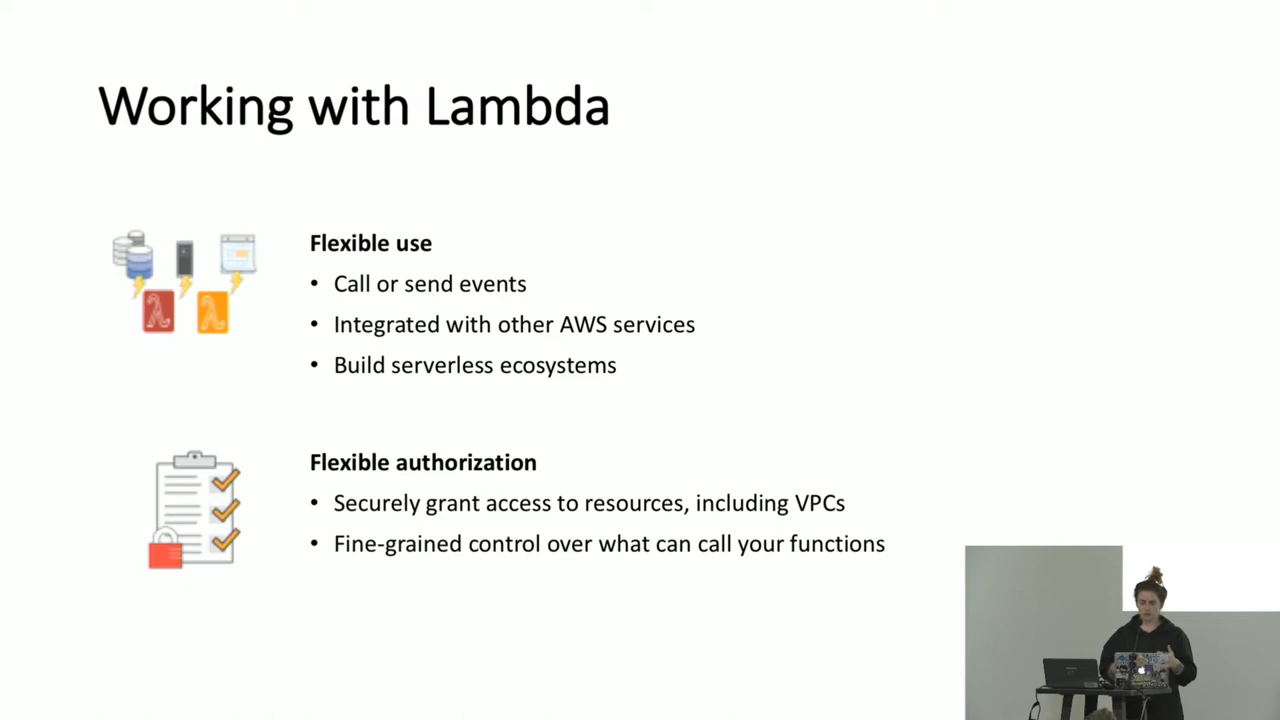 Working with Lambda
Flexible use
• Call or send events
• Integrated with other AWS services
• Build serverless ecosystems
Flexible authorization
• Securely grant access to resources, including VPCs
• Fine-grained control over what can call your functions